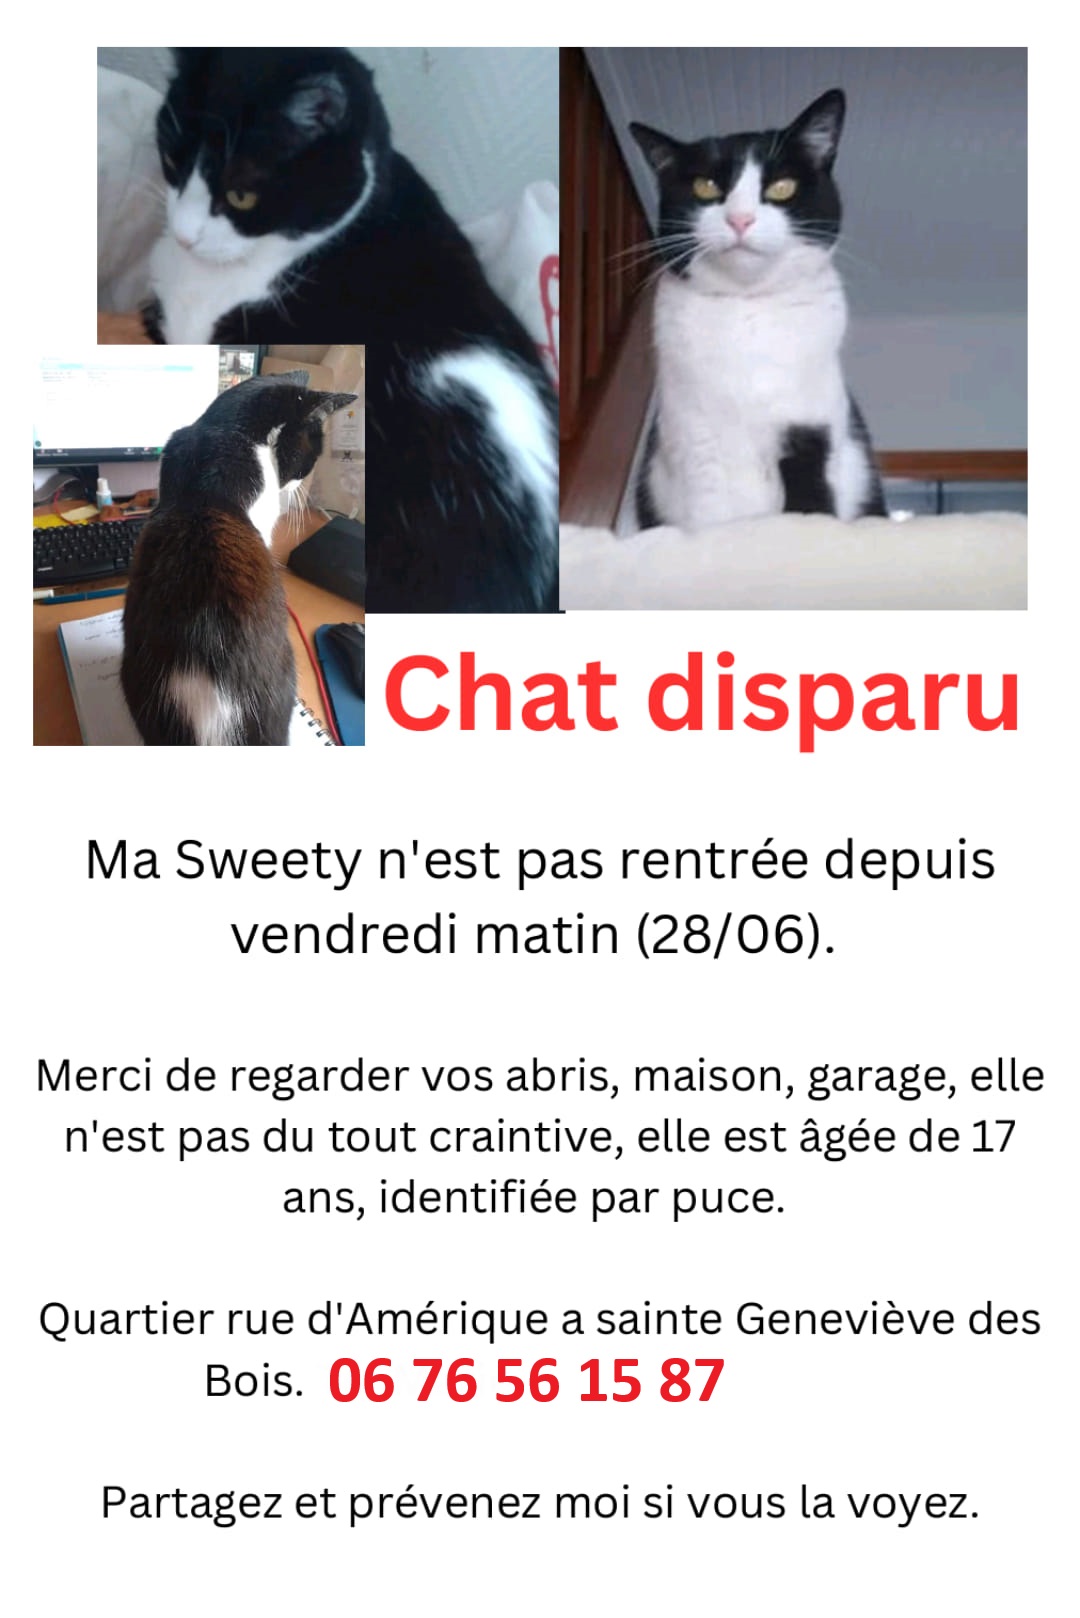 Chat disparu
Ma Sweety n'est pas rentrée depuis
vendredi matin (28/06).
Merci de regarder vos abris, maison, garage, elle
n'est pas du tout craintive, elle est âgée de 17
ans, identifiée par puce.
Quartier rue d'Amérique a sainte Geneviève des
Bois. 06 76 56 15 87
Partagez et prévenez moi si vous la voyez.